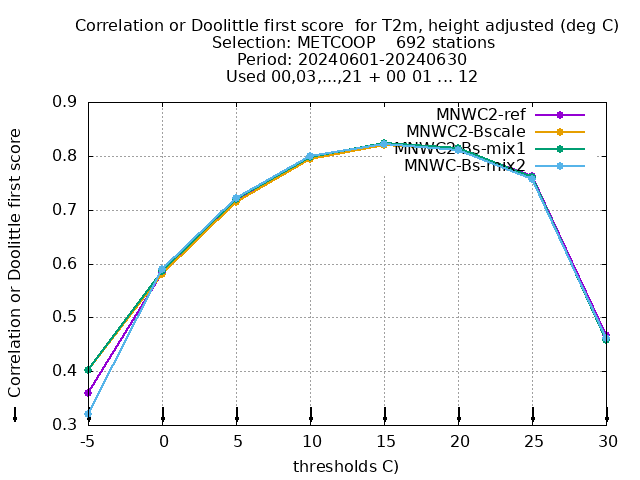 Correlation or Doolittle first score  for T2m, height adjusted (deg C)
Selection: METCOOP    692 stations
Period: 20240601-20240630
Used 00,03,...,21 + 00 01 ... 12
MNWC2-ref
MNWC2-Bscale
MNWC2-Bs-mix1
MNWC-Bs-mix2
0.9
0.8
0.7
0.6
0.5
0.4
0.3
-5 0 5 10 15 20 25 30
thresholds C)
Correlation or Doolittle first score